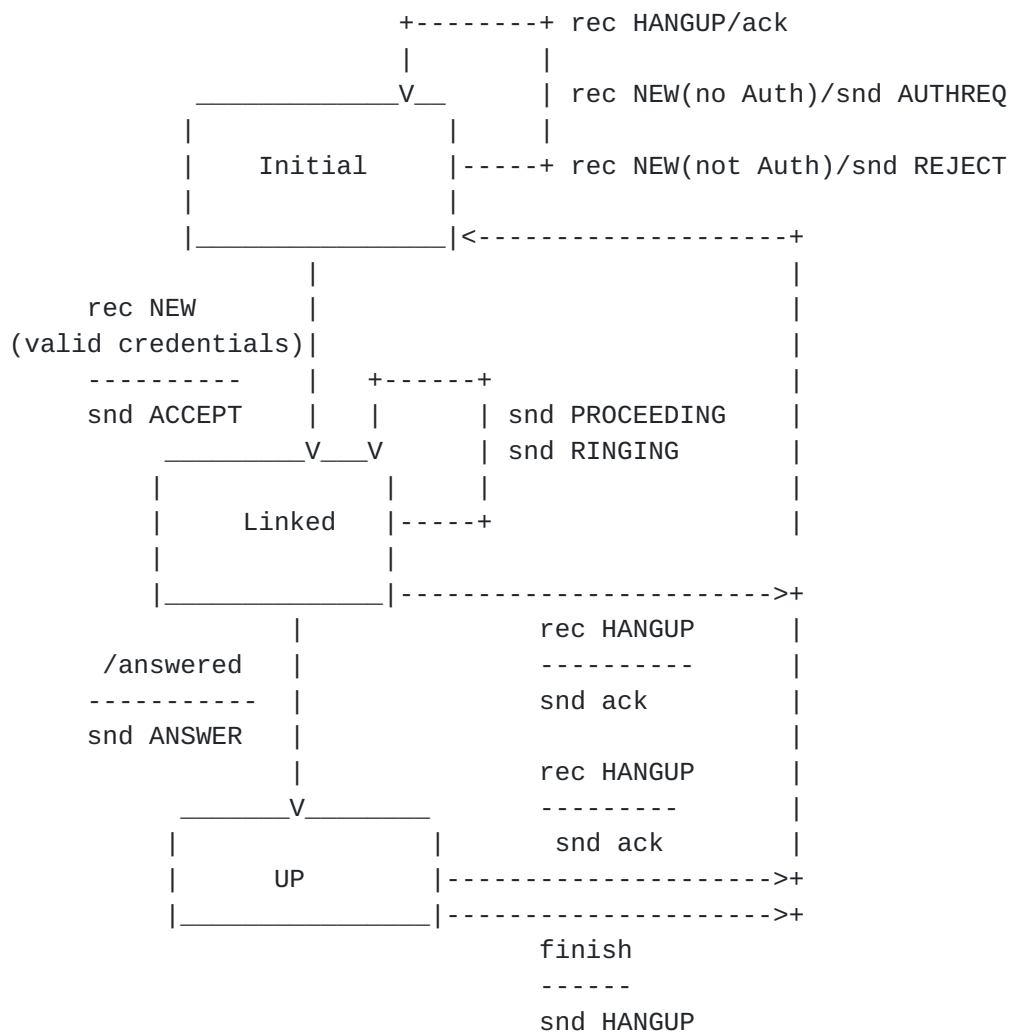 rec HANGUP/ack
rec NEW(no Auth)/snd AUTHREQ
Initial
rec NEW(not Auth)/snd REJECT
rec NEW
(valid credentials)
snd ACCEPT
snd PROCEEDING
snd RINGING
Linked
rec HANGUP
/answered
snd ack
snd ANSWER
rec HANGUP
snd ack
UP
finish
snd HANGUP